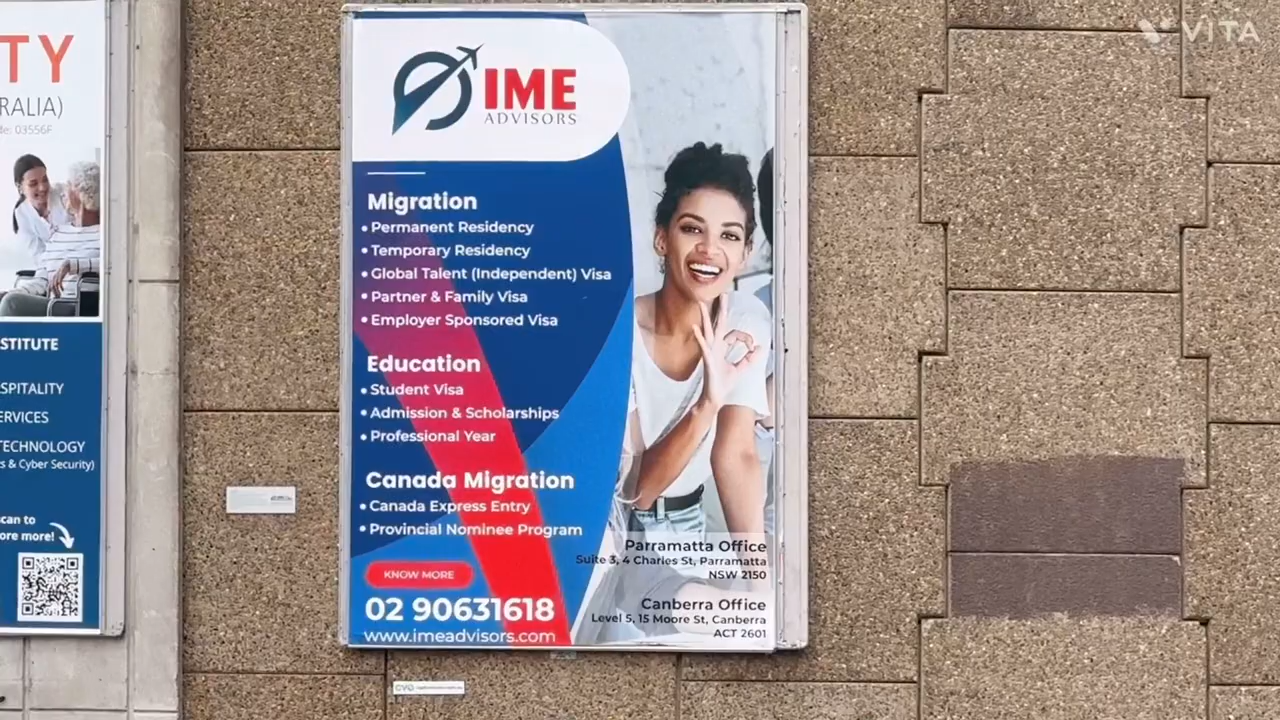 TY
RALIA)
de: 03556F
STITUTE
SPITALITY
ERVICES
TECHNOLOGY
s & Cyber Security)
scan to
ore more!
IME
ADVISORS
Migration
• Permanent Residency
• Temporary Residency
• Global Talent (Independent) Visa
• Partner & Family Visa
• Employer Sponsored Visa
Education
• Student Visa
• Admission & Scholarships
• Professional Year
Canada Migration
• Canada Express Entry
• Provincial Nominee Program
KNOW MORE
02 90631618
www.imeadvisors.com
Parramatta Office
Suite 3, 4 Charles St, Parramatta
NSW 2150
Canberra Office
Level 5, 15 Moore St, Canberra
ACT 2601
VITA